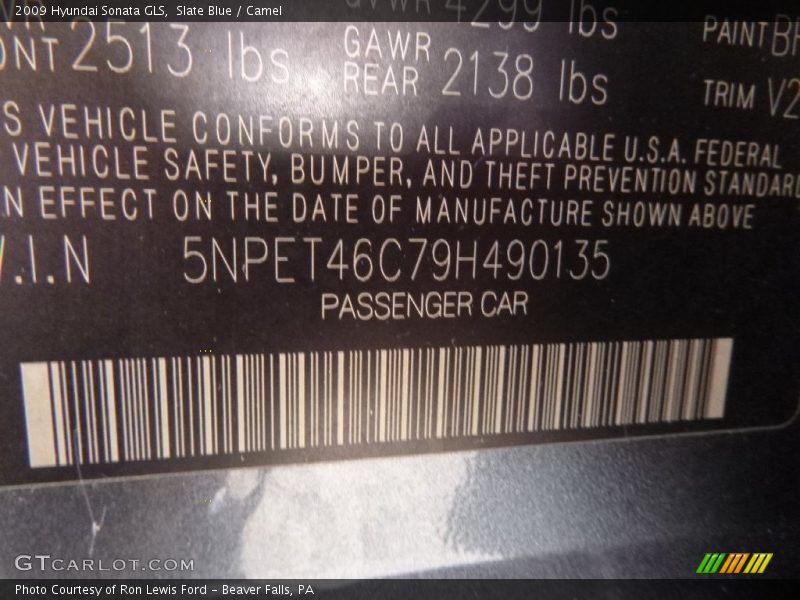 2009 Hyundai Sonata GLS, Slate Blue / Camel
4299 lbs
2513 lbs
GAWR
REAR 2138 lbs
PAINT
TRIM
VEHICLE CONFORMS TO ALL APPLICABLE U.S.A. FEDERAL
VEHICLE SAFETY, BUMPER, AND THEFT PREVENTION STANDARD
N EFFECT ON THE DATE OF MANUFACTURE SHOWN ABOVE
V.I.N 5NPET46C79H490135
PASSENGER CAR
GTCARLOT.COM
Photo Courtesy of Ron Lewis Ford - Beaver Falls, PA